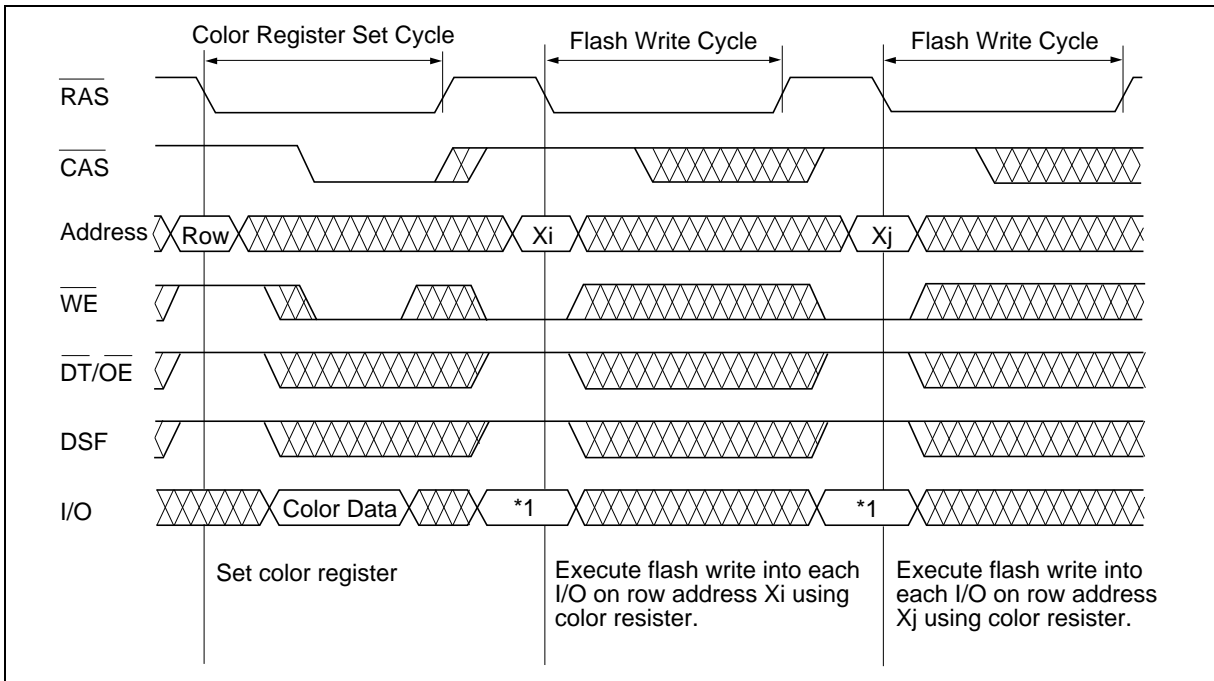 Color Register Set Cycle
Flash Write Cycle
Flash Write Cycle
RAS
CAS
Address
Row
Xi
Xj
WE
DT/OE
DSF
I/O
Color Data
*1
*1
Set color register
Execute flash write into each
I/O on row address Xi using
color resister.
Execute flash write into
each I/O on row address
Xj using color resister.